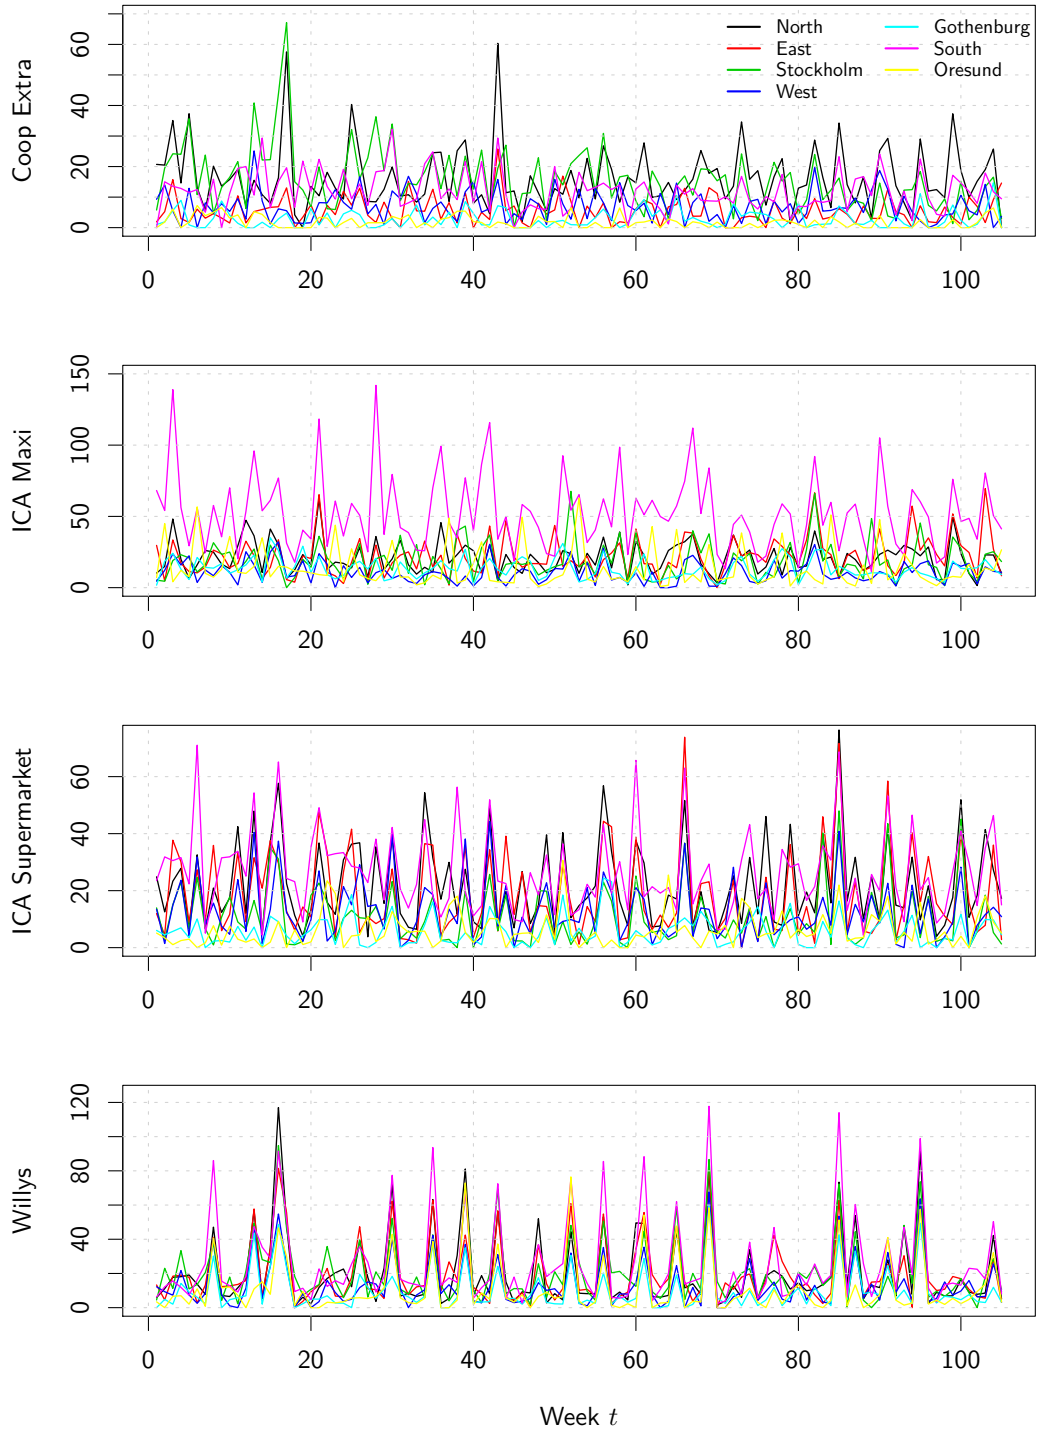 North
East
Stockholm
West
Gothenburg
South
Oresund
Coop Extra
60
40
20
0
0 20 40 60 80 100
ICA Maxi
150
100
50
0
0 20 40 60 80 100
ICA Supermarket
60
40
20
0
0 20 40 60 80 100
Willys
120
80
40
0
0 20 40 60 80 100
Week t